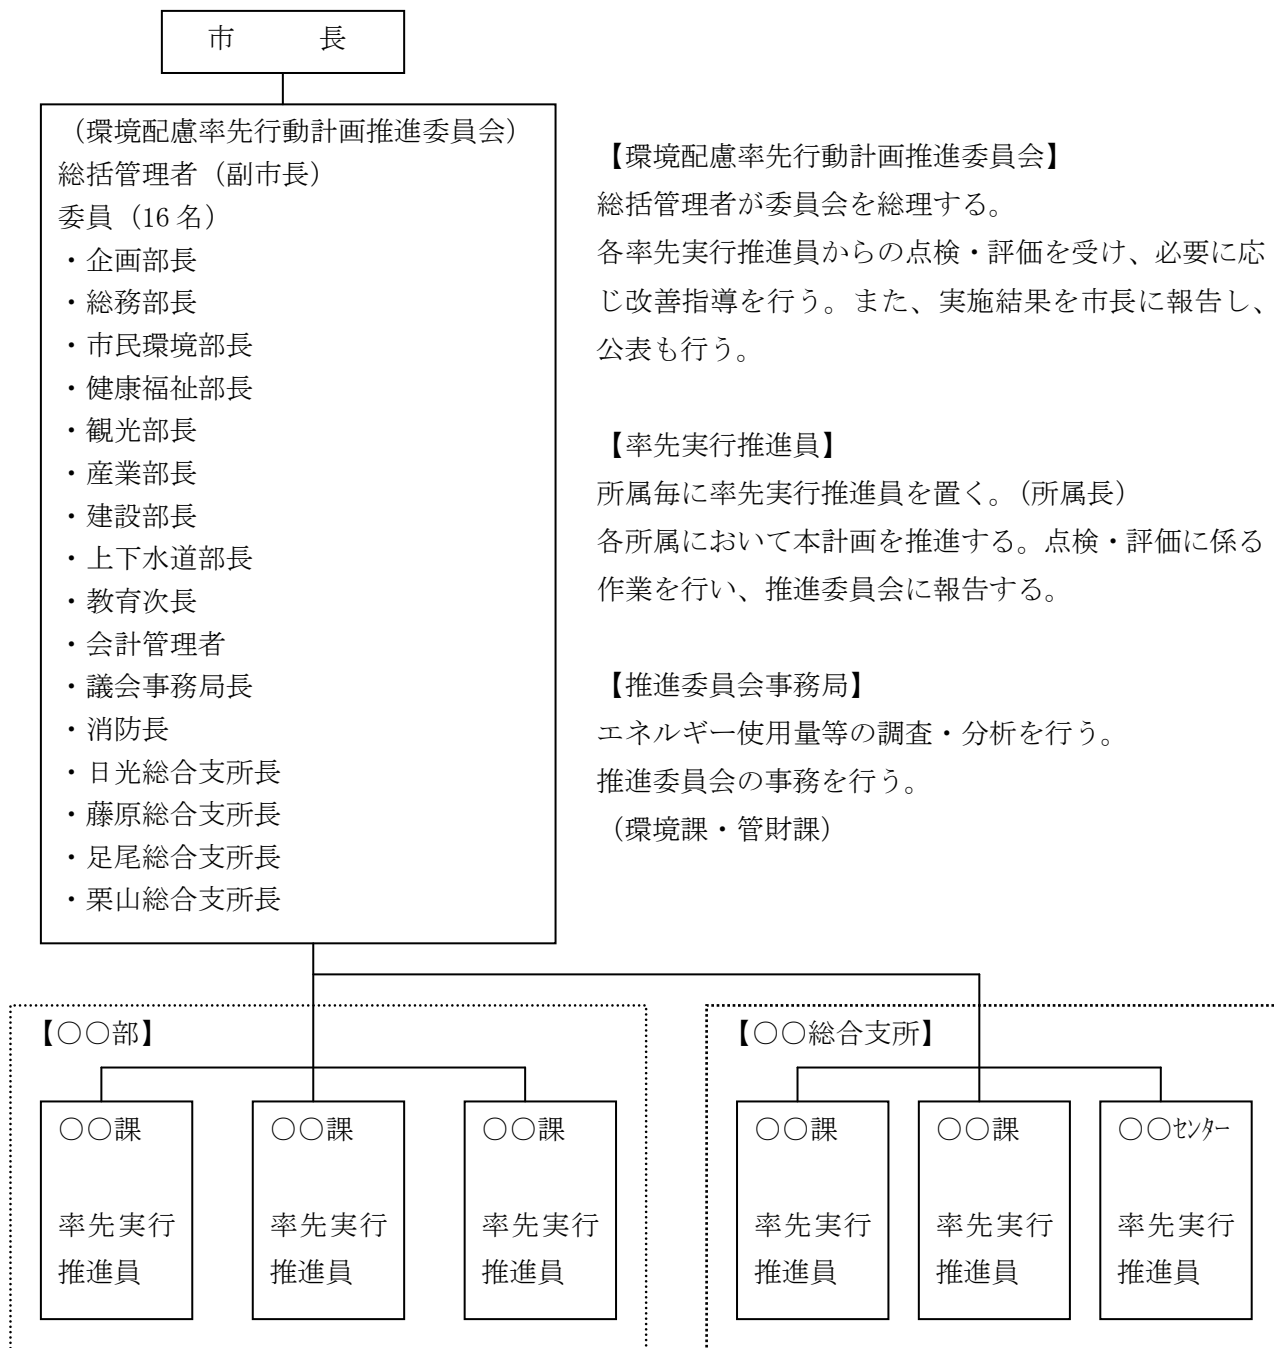 市　　　長
（環境配慮率先行動計画推進委員会）
総括管理者（副市長）
委員（16 名）
・企画部長
・総務部長
・市民環境部長
・健康福祉部長
・観光部長
・産業部長
・建設部長
・上下水道部長
・教育次長
・会計管理者
・議会事務局長
・消防長
・日光総合支所長
・藤原総合支所長
・足尾総合支所長
・栗山総合支所長
【環境配慮率先行動計画推進委員会】
総括管理者が委員会を総理する。
各率先実行推進員からの点検・評価を受け、必要に応
じ改善指導を行う。また、実施結果を市長に報告し、
公表も行う。
【率先実行推進員】
所属毎に率先実行推進員を置く。（所属長）
各所属において本計画を推進する。点検・評価に係る
作業を行い、推進委員会に報告する。
【推進委員会事務局】
エネルギー使用量等の調査・分析を行う。
推進委員会の事務を行う。
（環境課・管財課）
【○○部】
○○課
率先実行
推進員
○○課
率先実行
推進員
○○課
率先実行
推進員
【○○総合支所】
○○課
率先実行
推進員
○○課
率先実行
推進員
○○ｾﾝﾀｰ
率先実行
推進員